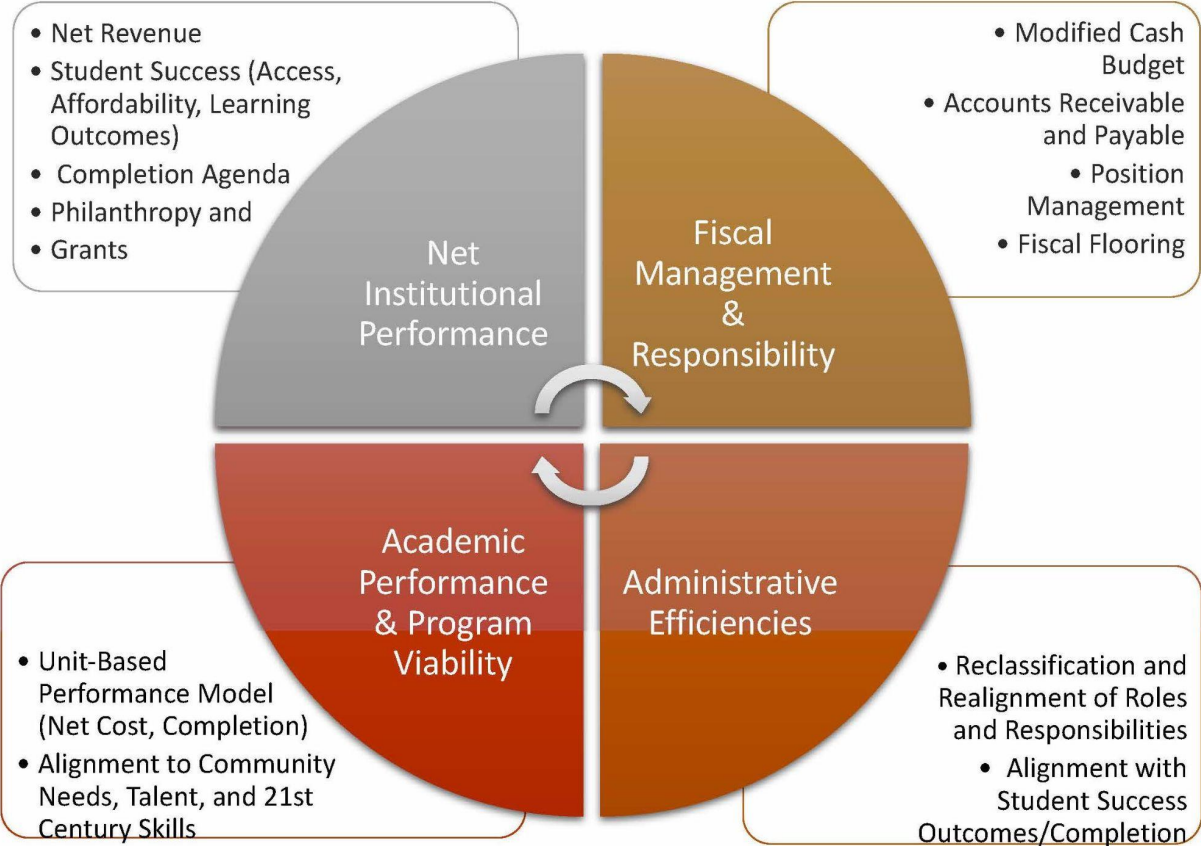 • Net Revenue
• Student Success (Access,
Affordability, Learning
Outcomes)
• Completion Agenda
• Philanthropy and
• Grants
• Modified Cash
Budget
• Accounts Receivable
and Payable
• Position
Management
• Fiscal Flooring
Net
Institutional
Performance
Fiscal
Management
&
Responsibility
Academic
Performance
& Program
Viability
Administrative
Efficiencies
• Unit-Based
Performance Model
(Net Cost, Completion)
• Alignment to Community
Needs, Talent, and 21st
Century Skills
• Reclassification and
Realignment of Roles
and Responsibilities
• Alignment with
Student Success
Outcomes/Completion